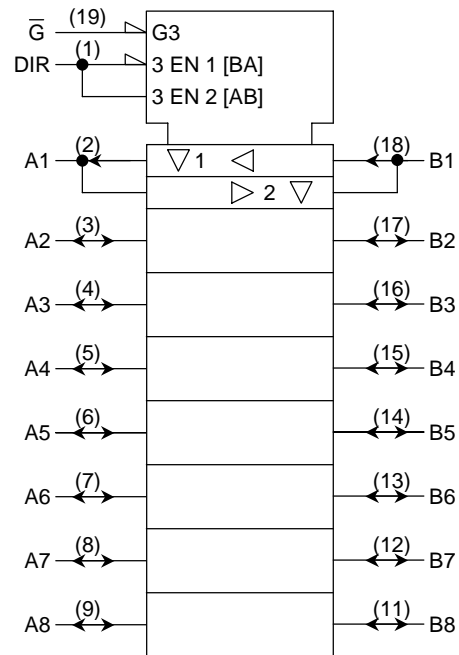 G̅ (19) G3
DIR (1) 3 EN 1 [BA]
3 EN 2 [AB]
A1 (2) 1 (18) B1
2
A2 (3) (17) B2
A3 (4) (16) B3
A4 (5) (15) B4
A5 (6) (14) B5
A6 (7) (13) B6
A7 (8) (12) B7
A8 (9) (11) B8